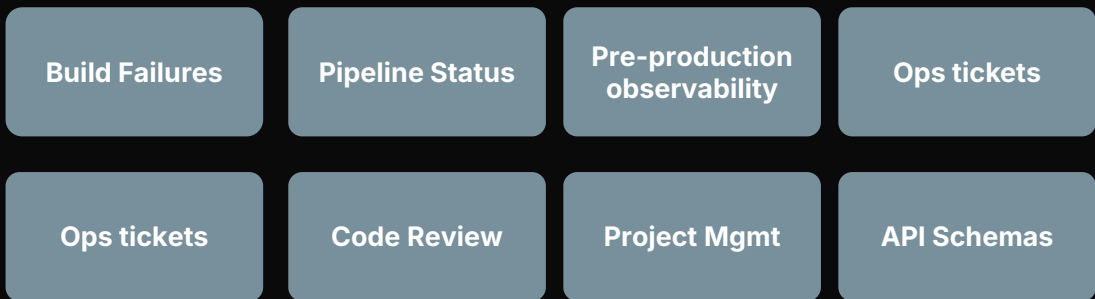 Build Failures
Pipeline Status
Pre-production
observability
Ops tickets
Ops tickets
Code Review
Project Mgmt
API Schemas